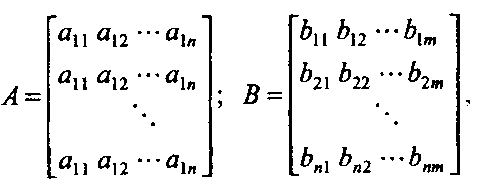 A = [a₁₁ a₁₂ ⋯ a₁ₙ; a₁₁ a₁₂ ⋯ a₁ₙ; ⋱; a₁₁ a₁₂ ⋯ a₁ₙ]; B = [b₁₁ b₁₂ ⋯ b₁ₘ; b₂₁ b₂₂ ⋯ b₂ₘ; ⋱; bₙ₁ bₙ₂ ⋯ bₙₘ],